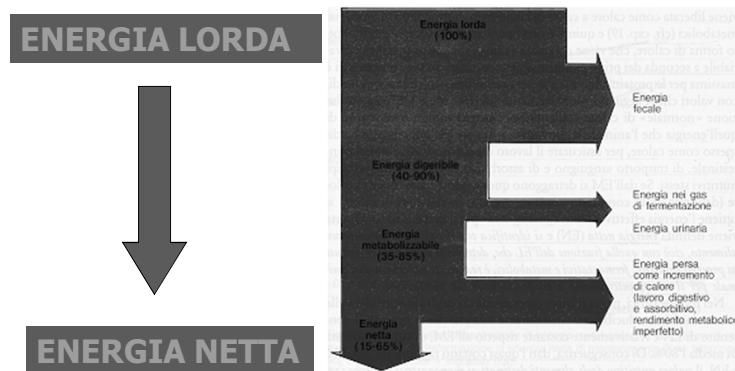 ENERGIA LORDA
ENERGIA NETTA
Energia lorda
(100%)
Energia
fecale
Energia digeribile
(40-90%)
Energia nei gas
di fermentazione
Energia urinaria
Energia
metabolizzabile
(35-85%)
Energia persa
come incremento
di calore
(lavoro digestivo
e assorbitivo,
rendimento metabolico
imperfetto)
Energia
netta
(15-65%)